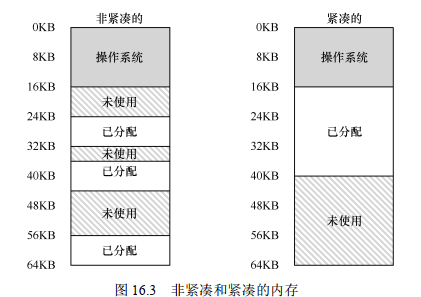 非紧凑的
0KB
8KB
操作系统
16KB
未使用
24KB
已分配
32KB
未使用
已分配
40KB
48KB
未使用
56KB
已分配
64KB
紧凑的
0KB
8KB
操作系统
16KB
24KB
已分配
32KB
40KB
48KB
未使用
56KB
64KB
图 16.3 非紧凑和紧凑的内存